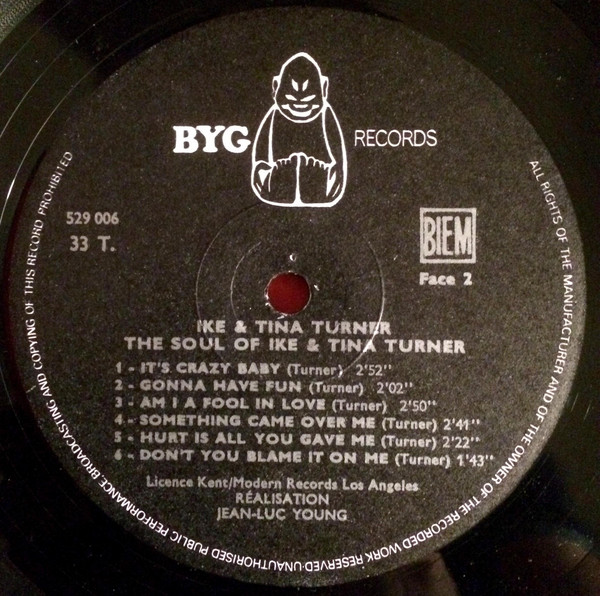 BYG RECORDS
529 006
33 T.
BIEM
Face 2
IKE & TINA TURNER
THE SOUL OF IKE & TINA TURNER
1 - IT'S CRAZY BABY (Turner) 2'52''
2 - GONNA HAVE FUN (Turner) 2'02''
3 - AM I A FOOL IN LOVE (Turner) 2'50''
4 - SOMETHING CAME OVER ME (Turner) 2'41''
5 - HURT IS ALL YOU GAVE ME (Turner) 2'22''
6 - DON'T YOU BLAME IT ON ME (Turner) 1'43''
Licence Kent/Modern Records Los Angeles
RÉALISATION
JEAN-LUC YOUNG
ALL RIGHTS OF THE MANUFACTURER AND OF THE OWNER OF THE RECORDED WORK RESERVED·UNAUTHORISED PUBLIC PERFORMANCE BROADCASTING AND COPYING OF THIS RECORD PROHIBITED